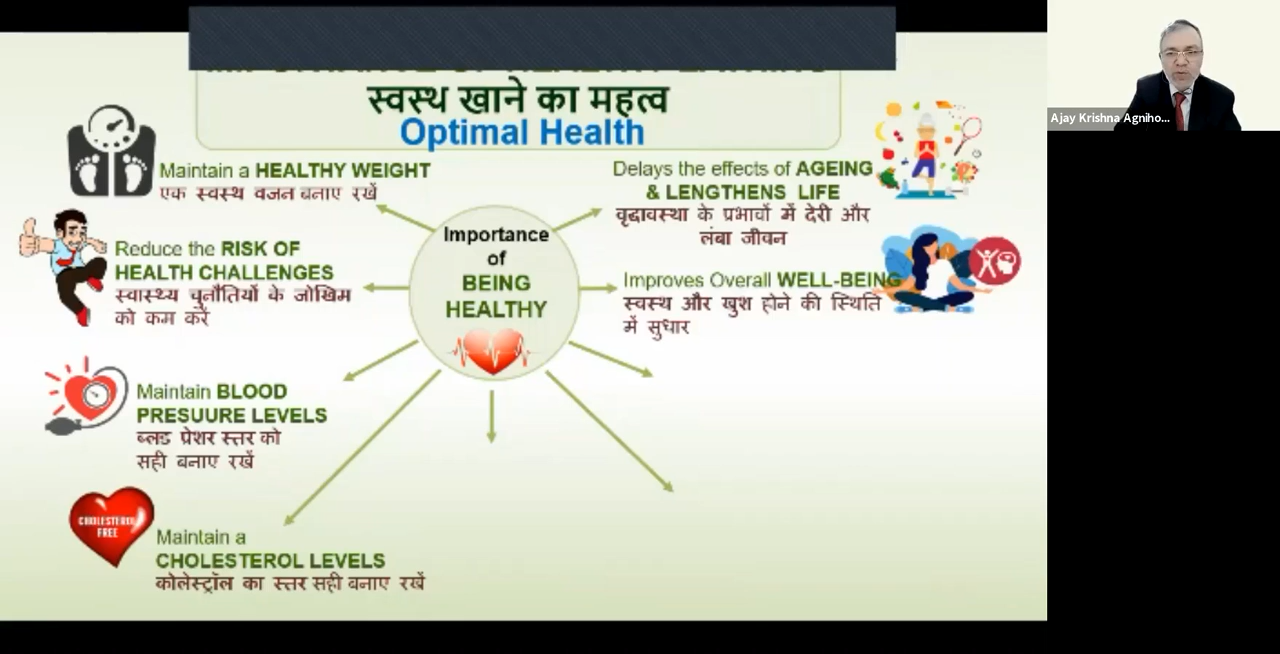 स्वस्थ खाने का महत्व
Optimal Health
Maintain a HEALTHY WEIGHT
एक स्वस्थ वजन बनाए रखें
Reduce the RISK OF
HEALTH CHALLENGES
स्वास्थ्य चुनौतियों के जोखिम
को कम करें
Maintain BLOOD
PRESUURE LEVELS
ब्लड प्रेशर स्तर को
सही बनाए रखें
CHOLESTEROL
FREE
Maintain a
CHOLESTEROL LEVELS
कोलेस्ट्रॉल का स्तर सही बनाए रखें
Importance
of
BEING
HEALTHY
Delays the effects of AGEING
& LENGTHENS LIFE
वृद्धावस्था के प्रभावों में देरी और
लंबा जीवन
Improves Overall WELL-BEING
स्वस्थ और खुश होने की स्थिति
में सुधार
Ajay Krishna Agniho...